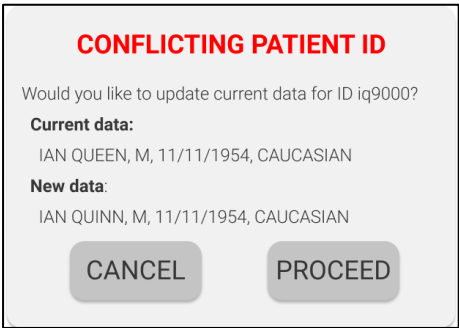 CONFLICTING PATIENT ID
Would you like to update current data for ID iq9000?
Current data:
IAN QUEEN, M, 11/11/1954, CAUCASIAN
New data:
IAN QUINN, M, 11/11/1954, CAUCASIAN
CANCEL PROCEED